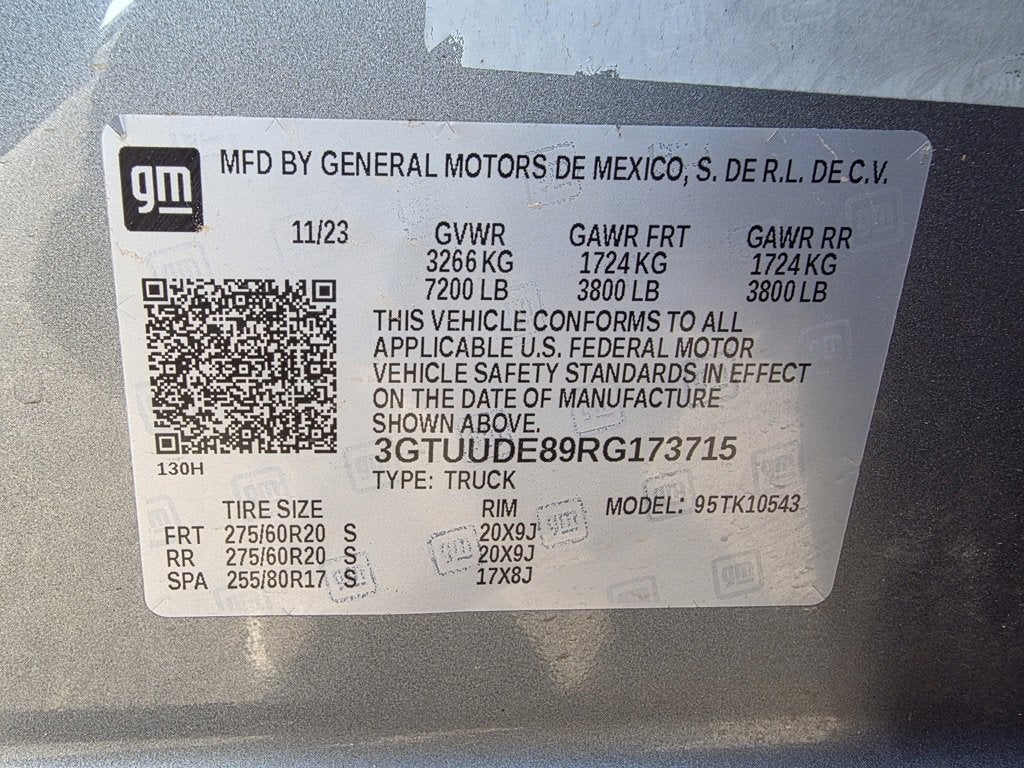 gm
MFD BY GENERAL MOTORS DE MEXICO, S. DE R.L. DE C.V.
11/23 GVWR GAWR FRT GAWR RR
3266 KG 1724 KG 1724 KG
7200 LB 3800 LB 3800 LB
THIS VEHICLE CONFORMS TO ALL
APPLICABLE U.S. FEDERAL MOTOR
VEHICLE SAFETY STANDARDS IN EFFECT
ON THE DATE OF MANUFACTURE
SHOWN ABOVE.
3GTUUDE89RG173715
130H
TYPE: TRUCK
TIRE SIZE RIM MODEL: 95TK10543
FRT 275/60R20 S 20X9J
RR 275/60R20 S 20X9J
SPA 255/80R17 S 17X8J